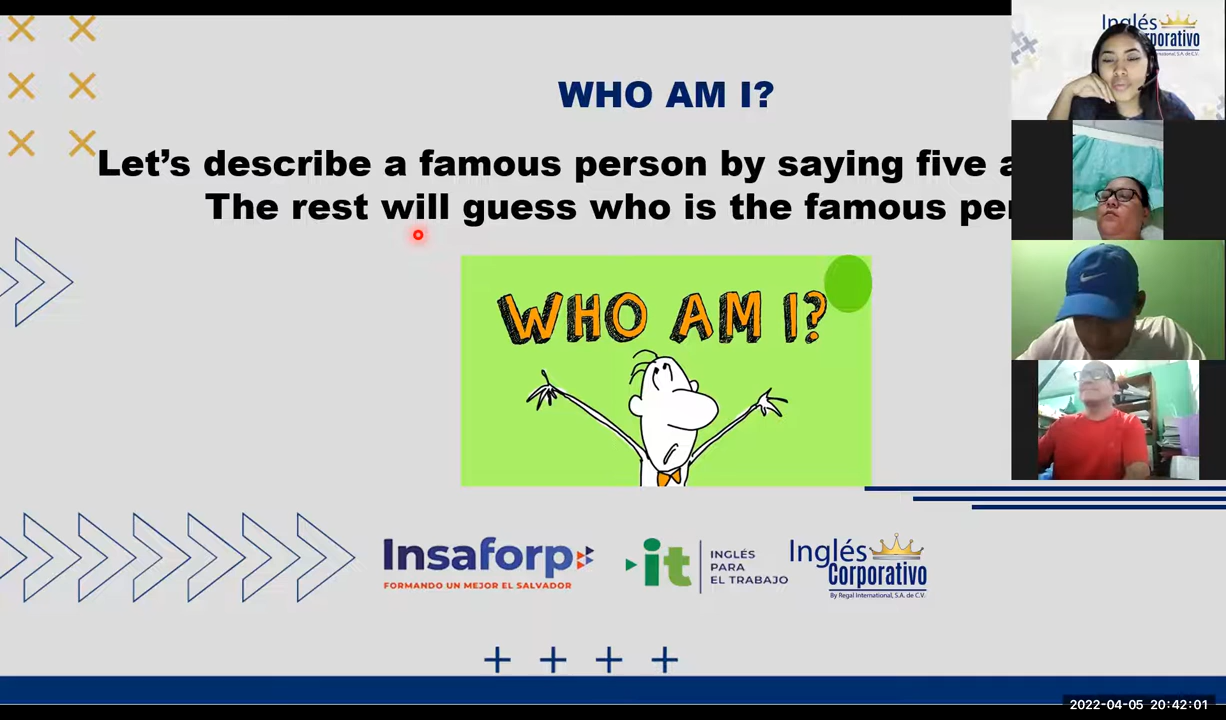 WHO AM I?
Let's describe a famous person by saying five
The rest will guess who is the famous
WHO AM I?
Insaforp
FORMANDO UN MEJOR EL SALVADOR
it
INGLÉS
PARA
EL TRABAJO
Inglés
Corporativo
By Regal International, S.A. de C.V.
Inglés
2022-04-05 20:42:01